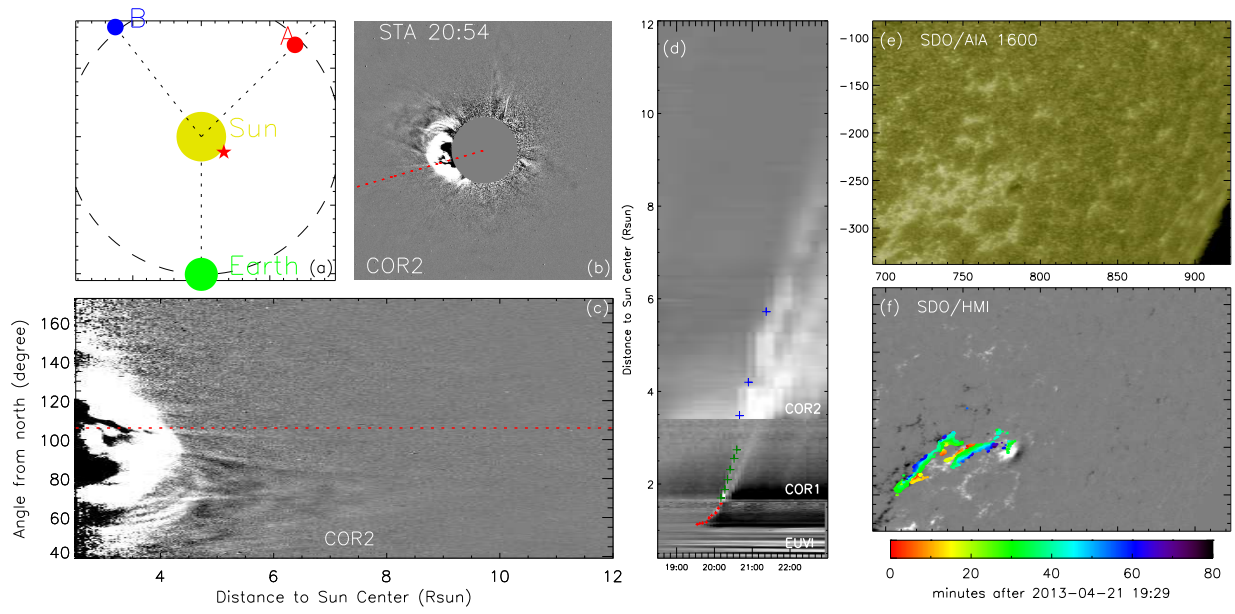 B
A
Sun
Earth
(a)
STA 20:54
COR2
(b)
(c)
160
140
120
100
80
60
40
Angle from north (degree)
COR2
4
6
8
10
12
Distance to Sun Center (Rsun)
(d)
12
10
8
6
4
2
Distance to Sun Center (Rsun)
COR2
COR1
EUVI
19:00
20:00
21:00
22:00
(e)
SDO/AIA 1600
-100
-150
-200
-250
-300
700
750
800
850
900
(f)
SDO/HMI
0
20
40
60
80
minutes after 2013-04-21 19:29